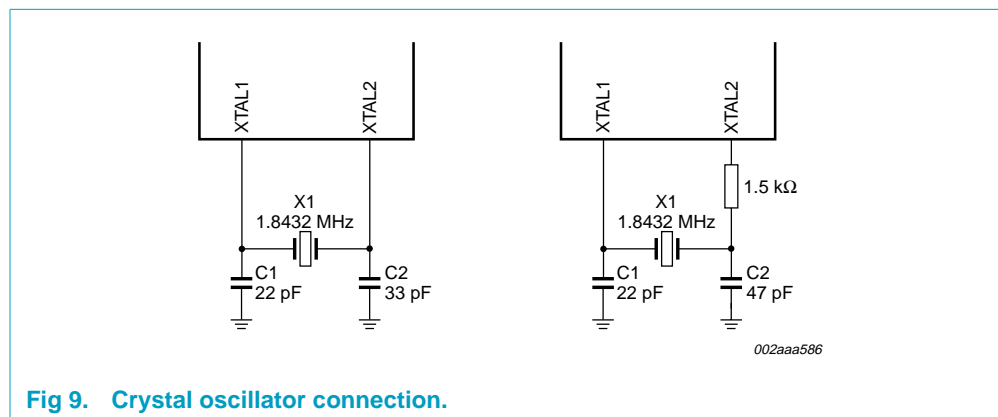 XTAL1
XTAL2
X1
1.8432 MHz
C1
22 pF
C2
33 pF
XTAL1
XTAL2
1.5 kΩ
X1
1.8432 MHz
C1
22 pF
C2
47 pF
002aaa586
Fig 9. Crystal oscillator connection.